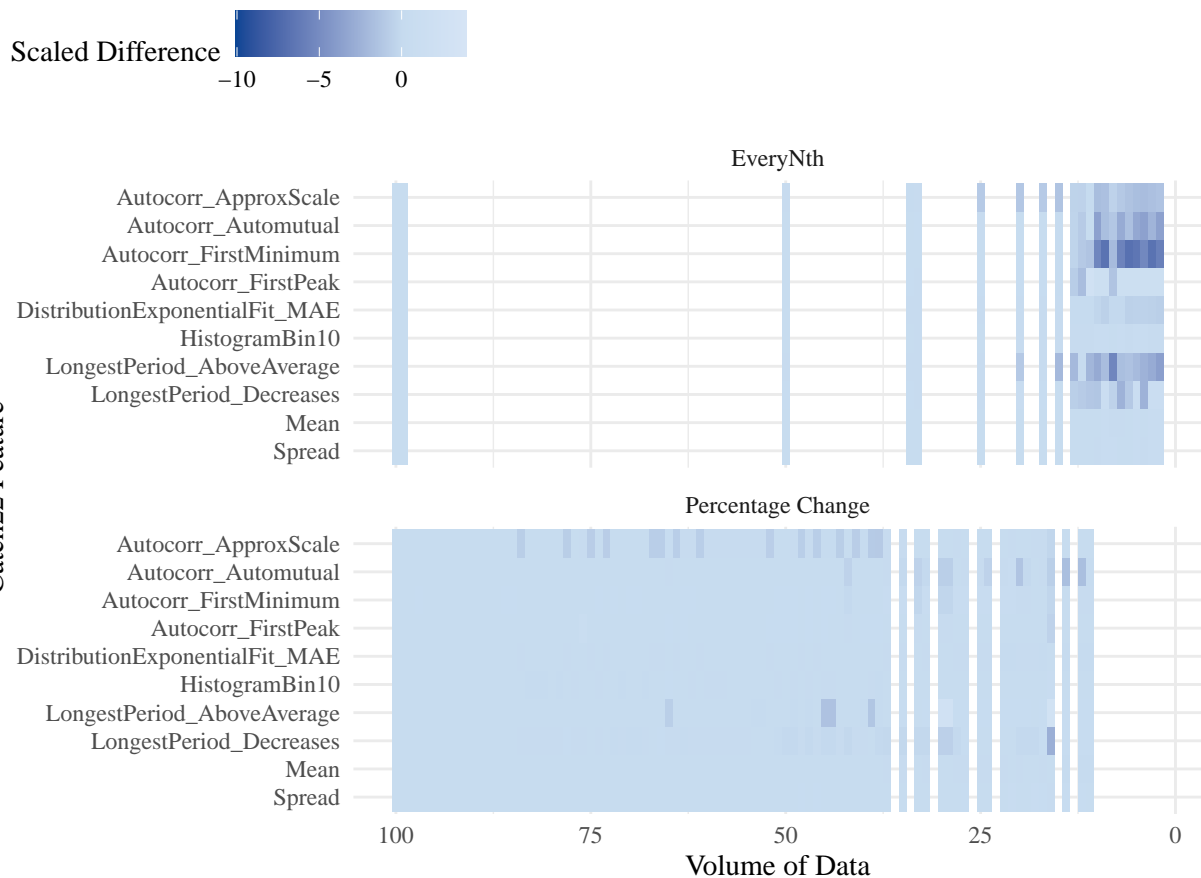 Scaled Difference
−10 −5 0
EveryNth
Autocorr_ApproxScale
Autocorr_Automutual
Autocorr_FirstMinimum
Autocorr_FirstPeak
DistributionExponentialFit_MAE
HistogramBin10
LongestPeriod_AboveAverage
LongestPeriod_Decreases
Mean
Spread
Percentage Change
Autocorr_ApproxScale
Autocorr_Automutual
Autocorr_FirstMinimum
Autocorr_FirstPeak
DistributionExponentialFit_MAE
HistogramBin10
LongestPeriod_AboveAverage
LongestPeriod_Decreases
Mean
Spread
100 75 50 25 0
Volume of Data